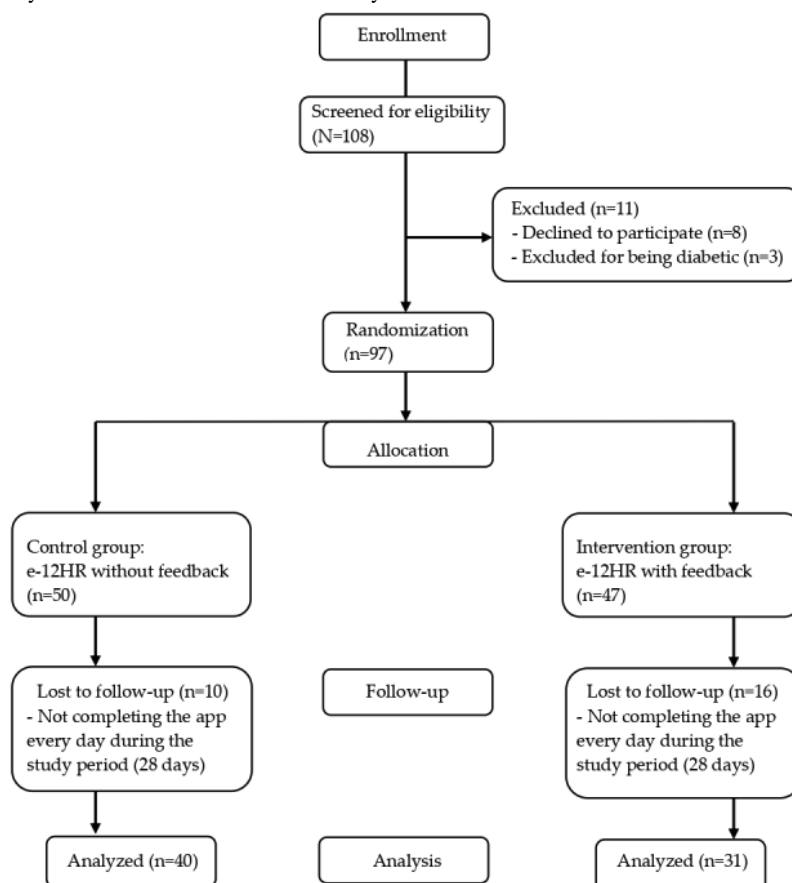 Enrollment
Screened for eligibility
(N=108)
Excluded (n=11)
- Declined to participate (n=8)
- Excluded for being diabetic (n=3)
Randomization
(n=97)
Allocation
Control group:
e-12HR without feedback
(n=50)
Intervention group:
e-12HR with feedback
(n=47)
Lost to follow-up (n=10)
- Not completing the app
every day during the
study period (28 days)
Follow-up
Lost to follow-up (n=16)
- Not completing the app
every day during the
study period (28 days)
Analyzed (n=40)
Analysis
Analyzed (n=31)